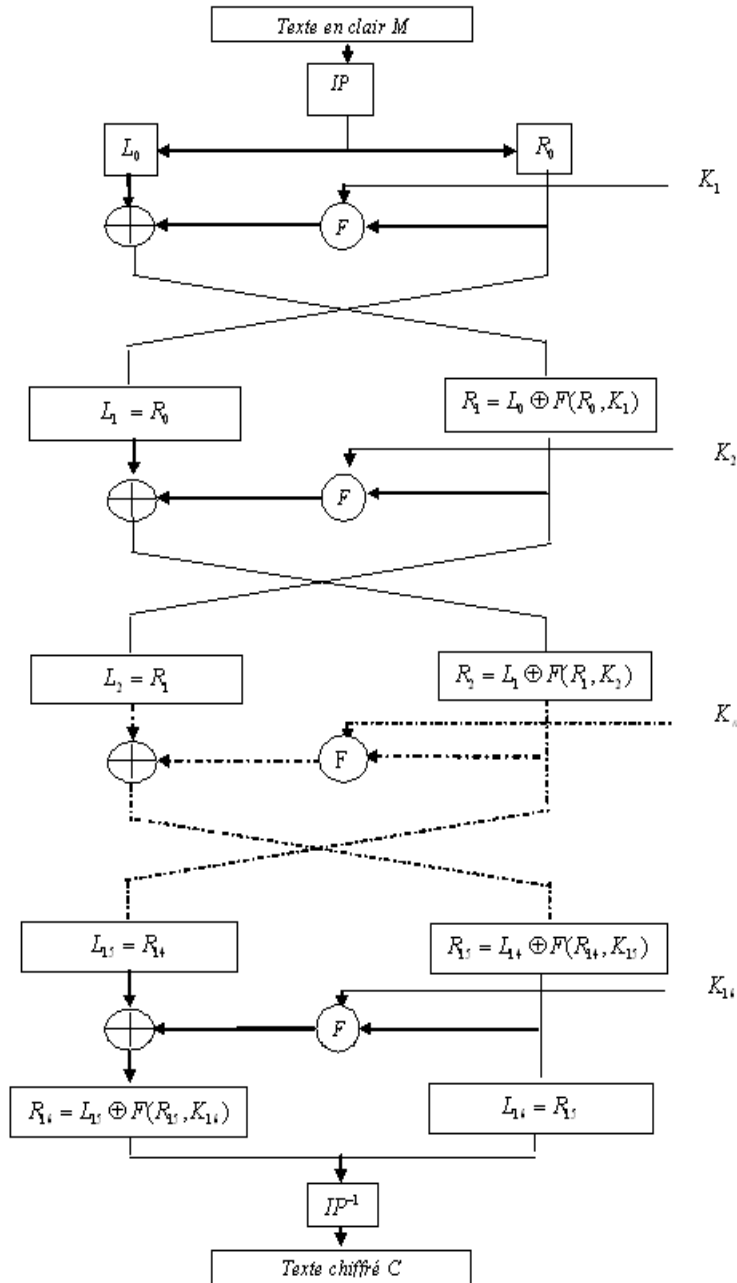 Texte en clair M
IP
L₀
R₀
K₁
F
L₁ = R₀
R₁ = L₀ ⊕ F(R₀, K₁)
K₂
F
L₂ = R₁
R₂ = L₁ ⊕ F(R₁, K₂)
Kₙ
F
L₁₅ = R₁₄
R₁₅ = L₁₄ ⊕ F(R₁₄, K₁₅)
K₁₆
F
R₁₆ = L₁₅ ⊕ F(R₁₅, K₁₆)
L₁₆ = R₁₅
IP⁻¹
Texte chiffré C